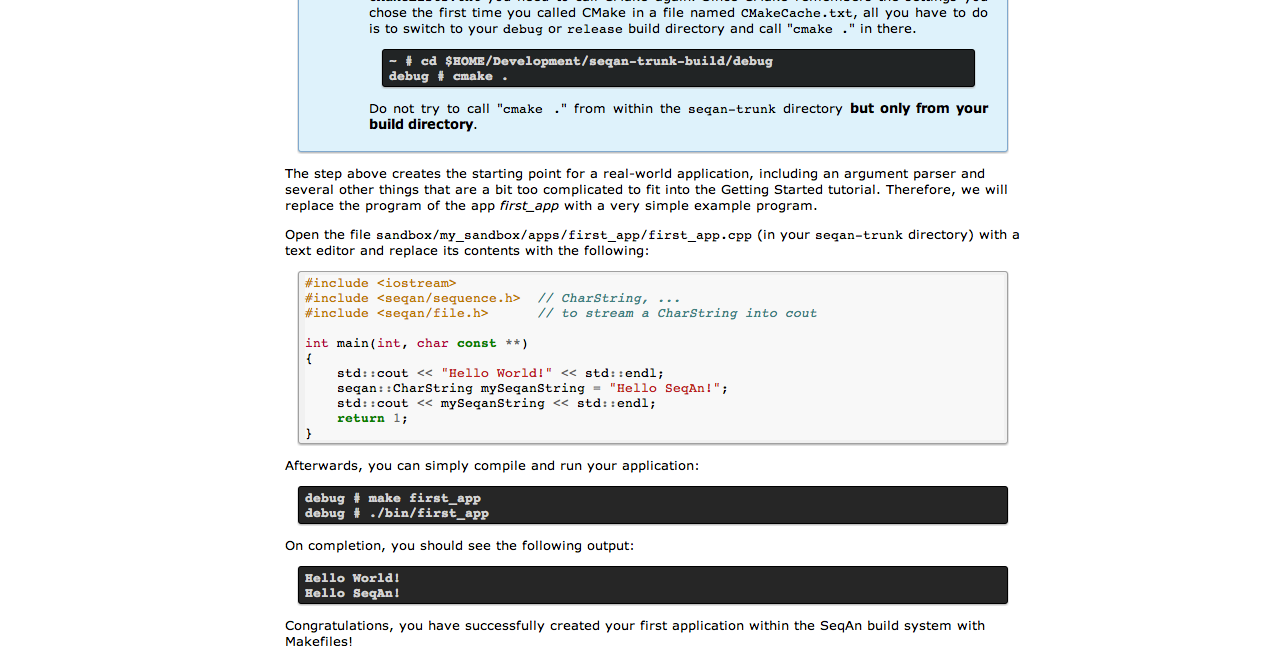 chose the first time you called CMake in a file named CMakeCache.txt, all you have to do
is to switch to your debug or release build directory and call "cmake ." in there.
~ # cd $HOME/Development/seqan-trunk-build/debug
debug # cmake .
Do not try to call "cmake ." from within the seqan-trunk directory but only from your
build directory.
The step above creates the starting point for a real-world application, including an argument parser and
several other things that are a bit too complicated to fit into the Getting Started tutorial. Therefore, we will
replace the program of the app first_app with a very simple example program.
Open the file sandbox/my_sandbox/apps/first_app/first_app.cpp (in your seqan-trunk directory) with a
text editor and replace its contents with the following:
#include <iostream>
#include <seqan/sequence.h>  // CharString, ...
#include <seqan/file.h>      // to stream a CharString into cout
int main(int, char const **)
{
    std::cout << "Hello World!" << std::endl;
    seqan::CharString mySeqanString = "Hello SeqAn!";
    std::cout << mySeqanString << std::endl;
    return 1;
}
Afterwards, you can simply compile and run your application:
debug # make first_app
debug # ./bin/first_app
On completion, you should see the following output:
Hello World!
Hello SeqAn!
Congratulations, you have successfully created your first application within the SeqAn build system with
Makefiles!